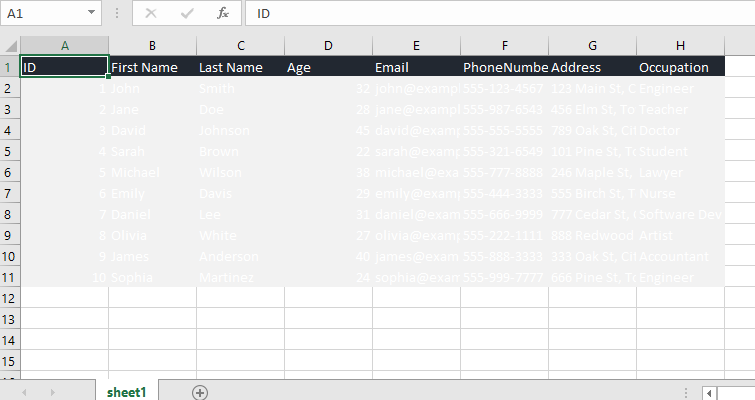 A1 fx ID
A B C D E F G H
1 ID First Name Last Name Age Email PhoneNumbe Address Occupation
2 1 John Smith 32 john@exampl 555-123-4567 123 Main St, C Engineer
3 2 Jane Doe 28 jane@exampl 555-987-6543 456 Elm St, To Teacher
4 3 David Johnson 45 david@examp 555-555-5555 789 Oak St, Cit Doctor
5 4 Sarah Brown 22 sarah@examp 555-321-6549 101 Pine St, To Student
6 5 Michael Wilson 38 michael@exa 555-777-8888 246 Maple St, Lawyer
7 6 Emily Davis 29 emily@examp 555-444-3333 555 Birch St, T Nurse
8 7 Daniel Lee 31 daniel@exam 555-666-9999 777 Cedar St, Software Dev
9 8 Olivia White 27 olivia@examp 555-222-1111 888 Redwood Artist
10 9 James Anderson 40 james@examp 555-888-3333 333 Oak St, Cit Accountant
11 10 Sophia Martinez 24 sophia@exam 555-999-7777 666 Pine St, To Engineer
12
13
14
15
sheet1